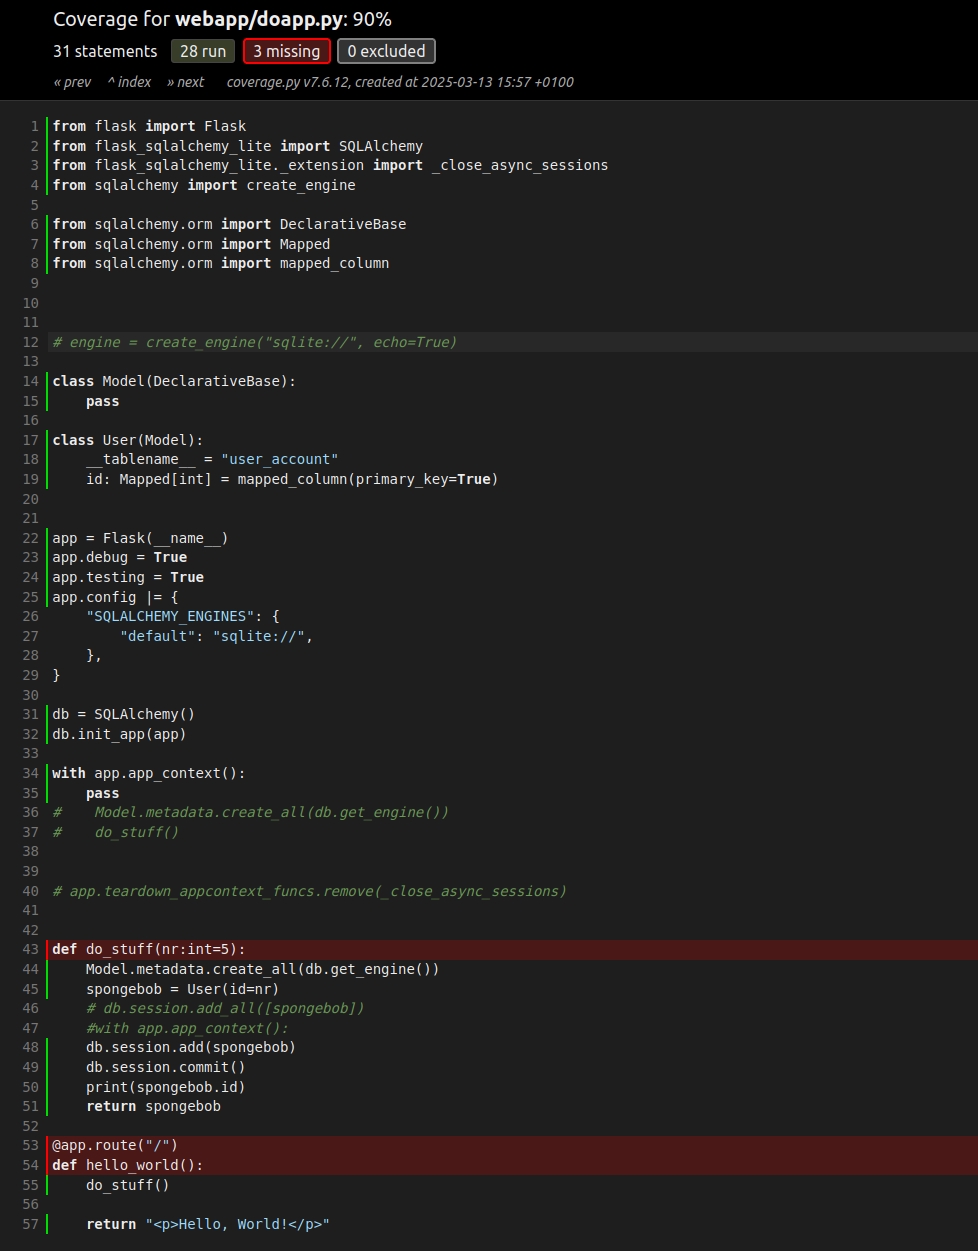 Coverage for webapp/doapp.py: 90%
31 statements 28 run 3 missing 0 excluded
« prev ^ index » next coverage.py v7.6.12, created at 2025-03-13 15:57 +0100
1 from flask import Flask
2 from flask_sqlalchemy_lite import SQLAlchemy
3 from flask_sqlalchemy_lite._extension import _close_async_sessions
4 from sqlalchemy import create_engine
5
6 from sqlalchemy.orm import DeclarativeBase
7 from sqlalchemy.orm import Mapped
8 from sqlalchemy.orm import mapped_column
9
10
11
12 # engine = create_engine("sqlite://", echo=True)
13
14 class Model(DeclarativeBase):
15     pass
16
17 class User(Model):
18     __tablename__ = "user_account"
19     id: Mapped[int] = mapped_column(primary_key=True)
20
21
22 app = Flask(__name__)
23 app.debug = True
24 app.testing = True
25 app.config |= {
26     "SQLALCHEMY_ENGINES": {
27         "default": "sqlite://",
28     },
29 }
30
31 db = SQLAlchemy()
32 db.init_app(app)
33
34 with app.app_context():
35     pass
36 #    Model.metadata.create_all(db.get_engine())
37 #    do_stuff()
38
39
40 # app.teardown_appcontext_funcs.remove(_close_async_sessions)
41
42
43 def do_stuff(nr:int=5):
44     Model.metadata.create_all(db.get_engine())
45     spongebob = User(id=nr)
46     # db.session.add_all([spongebob])
47     #with app.app_context():
48     db.session.add(spongebob)
49     db.session.commit()
50     print(spongebob.id)
51     return spongebob
52
53 @app.route("/")
54 def hello_world():
55     do_stuff()
56
57     return "<p>Hello, World!</p>"